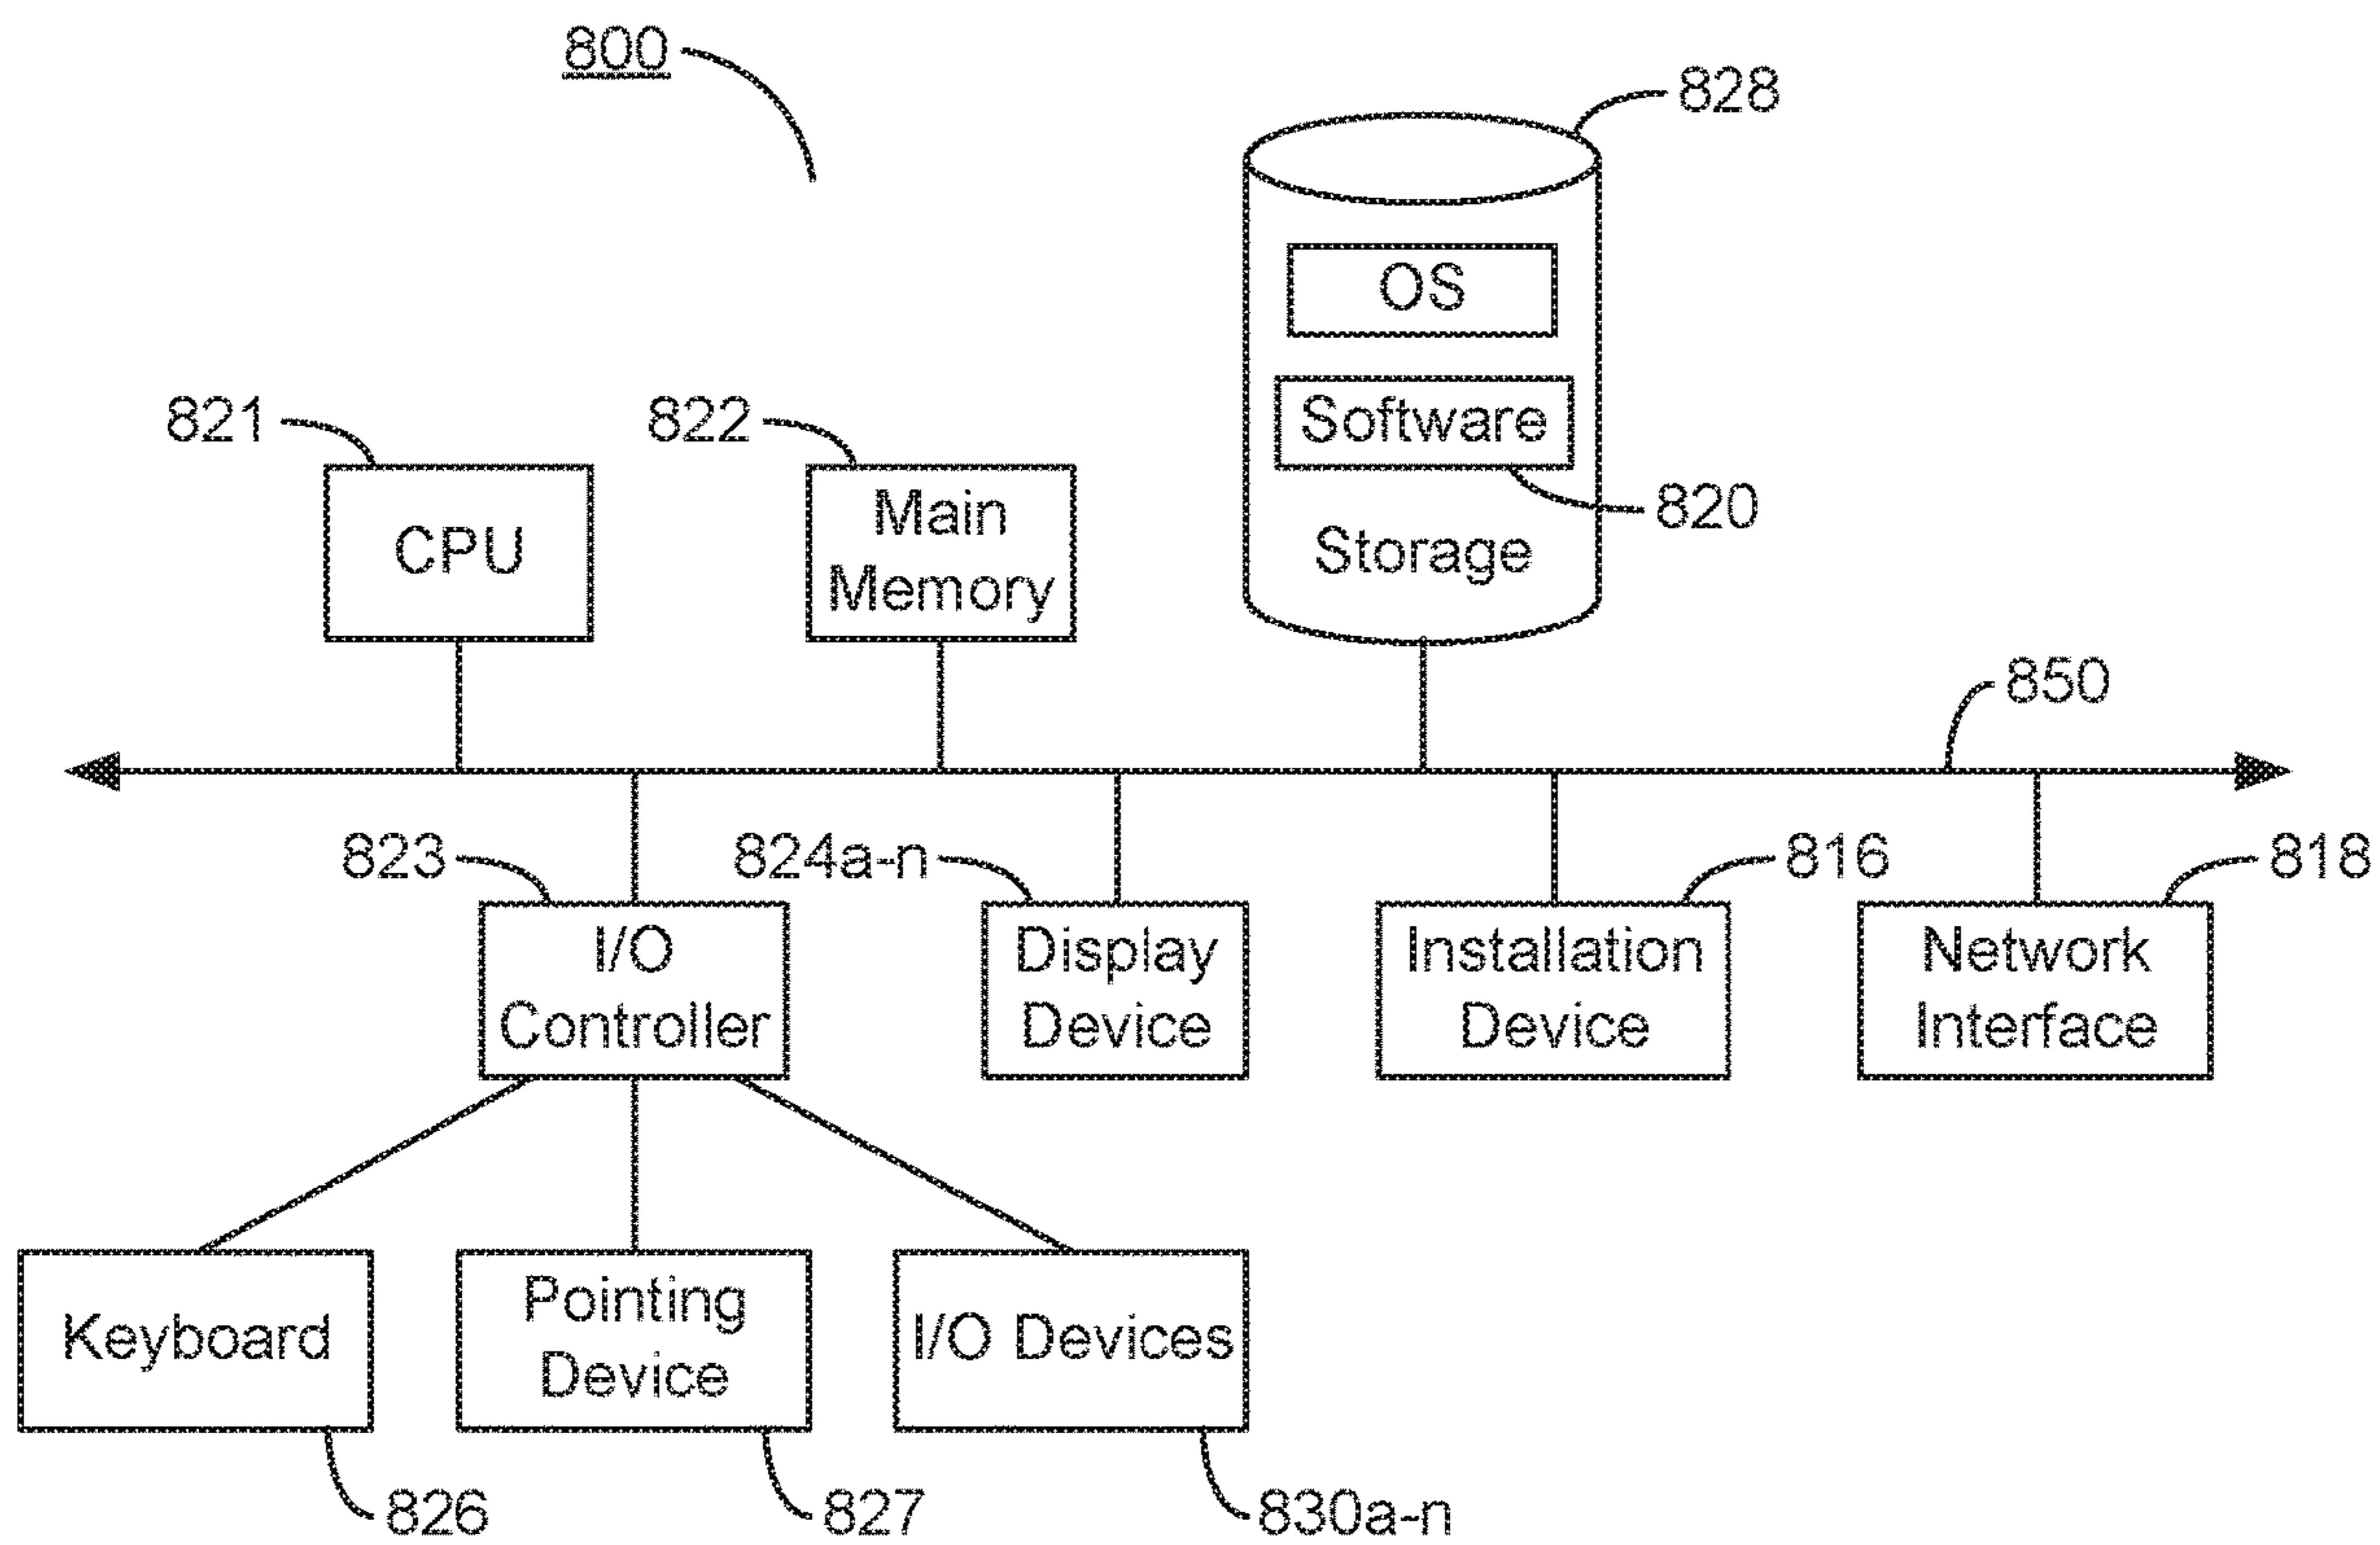 800
828
OS
821
822
Software
820
CPU
Main
Memory
Storage
850
823
824a-n
816
818
I/O
Controller
Display
Device
Installation
Device
Network
Interface
Keyboard
Pointing
Device
I/O Devices
826
827
830a-n